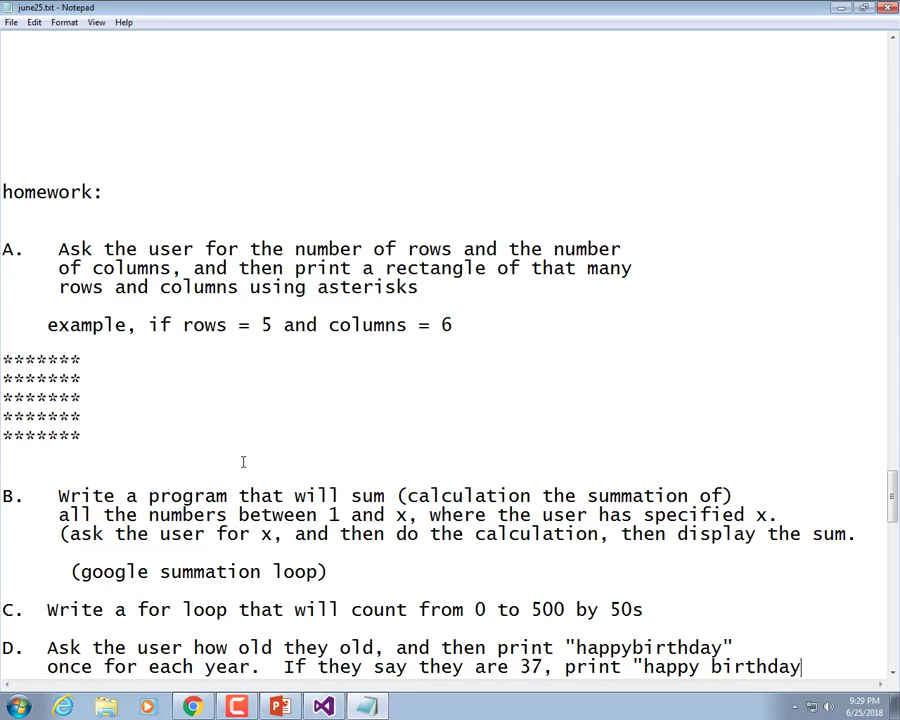 june25.txt - Notepad
File Edit Format View Help
homework:
A. Ask the user for the number of rows and the number
of columns, and then print a rectangle of that many
rows and columns using asterisks
example, if rows = 5 and columns = 6
*******
*******
*******
*******
*******
B. Write a program that will sum (calculation the summation of)
all the numbers between 1 and x, where the user has specified x.
(ask the user for x, and then do the calculation, then display the sum.
(google summation loop)
C. Write a for loop that will count from 0 to 500 by 50s
D. Ask the user how old they old, and then print "happybirthday"
once for each year. If they say they are 37, print "happy birthday
9:29 PM
6/25/2018